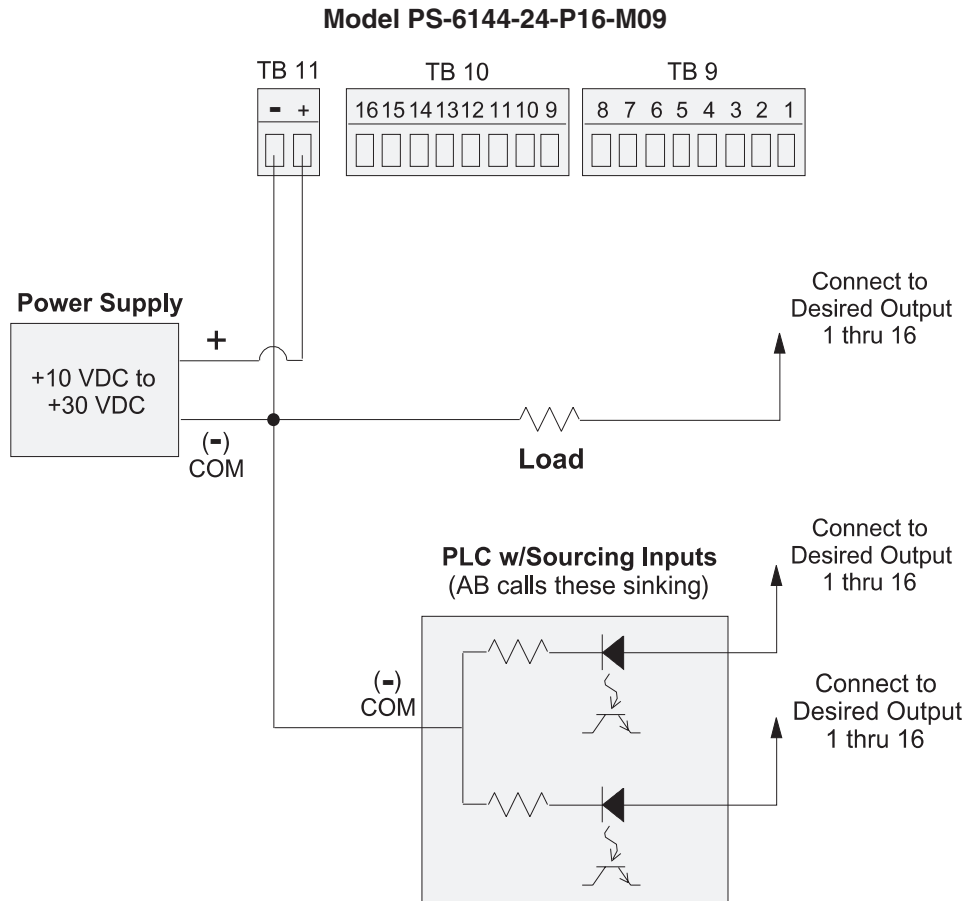 Model PS-6144-24-P16-M09
TB 11
TB 10
TB 9
- +
16 15 14 13 12 11 10 9
8 7 6 5 4 3 2 1
Power Supply
+10 VDC to
+30 VDC
+
(-)
COM
Load
Connect to
Desired Output
1 thru 16
PLC w/Sourcing Inputs
(AB calls these sinking)
(-)
COM
Connect to
Desired Output
1 thru 16
Connect to
Desired Output
1 thru 16